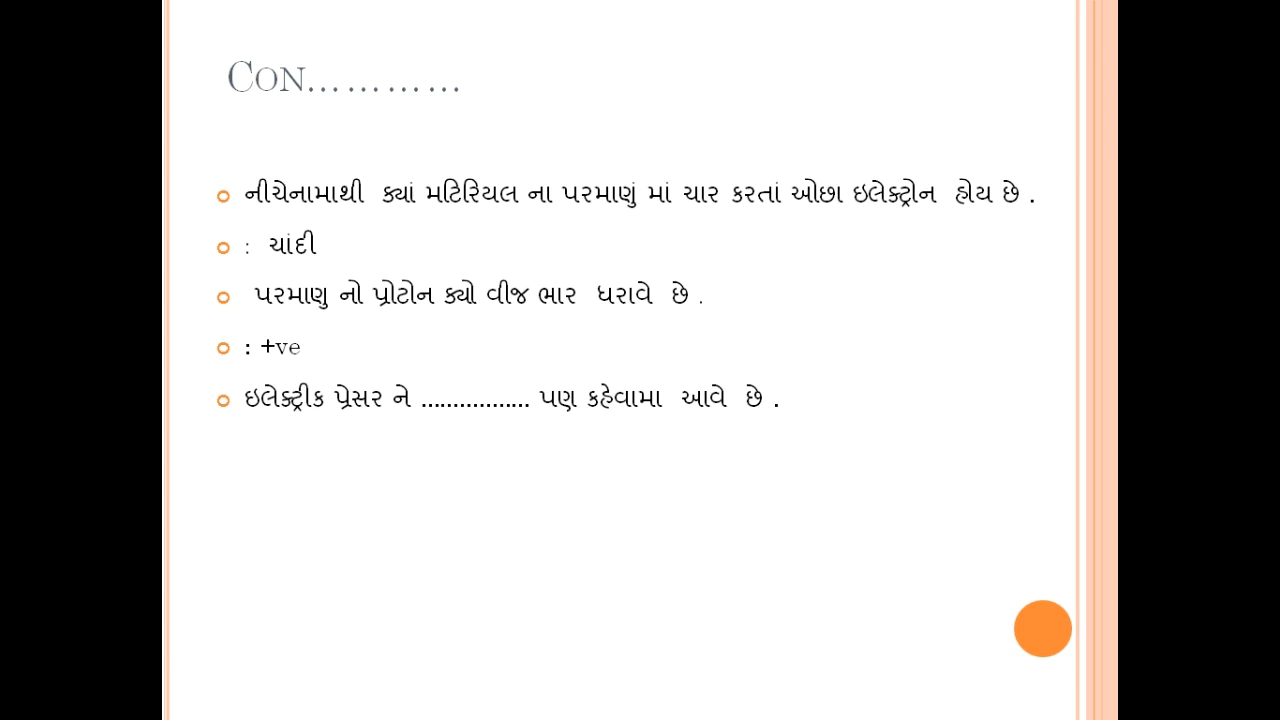 CON…………
નીચેનામાથી ક્યાં મટિરિયલ ના પરમાણું માં ચાર કરતાં ઓછા ઇલેક્ટ્રોન હોય છે .
: ચાંદી
પરમાણુ નો પ્રોટોન ક્યો વીજ ભાર ધરાવે છે .
: +ve
ઇલેક્ટ્રીક પ્રેસર ને ................. પણ કહેવામા આવે છે .